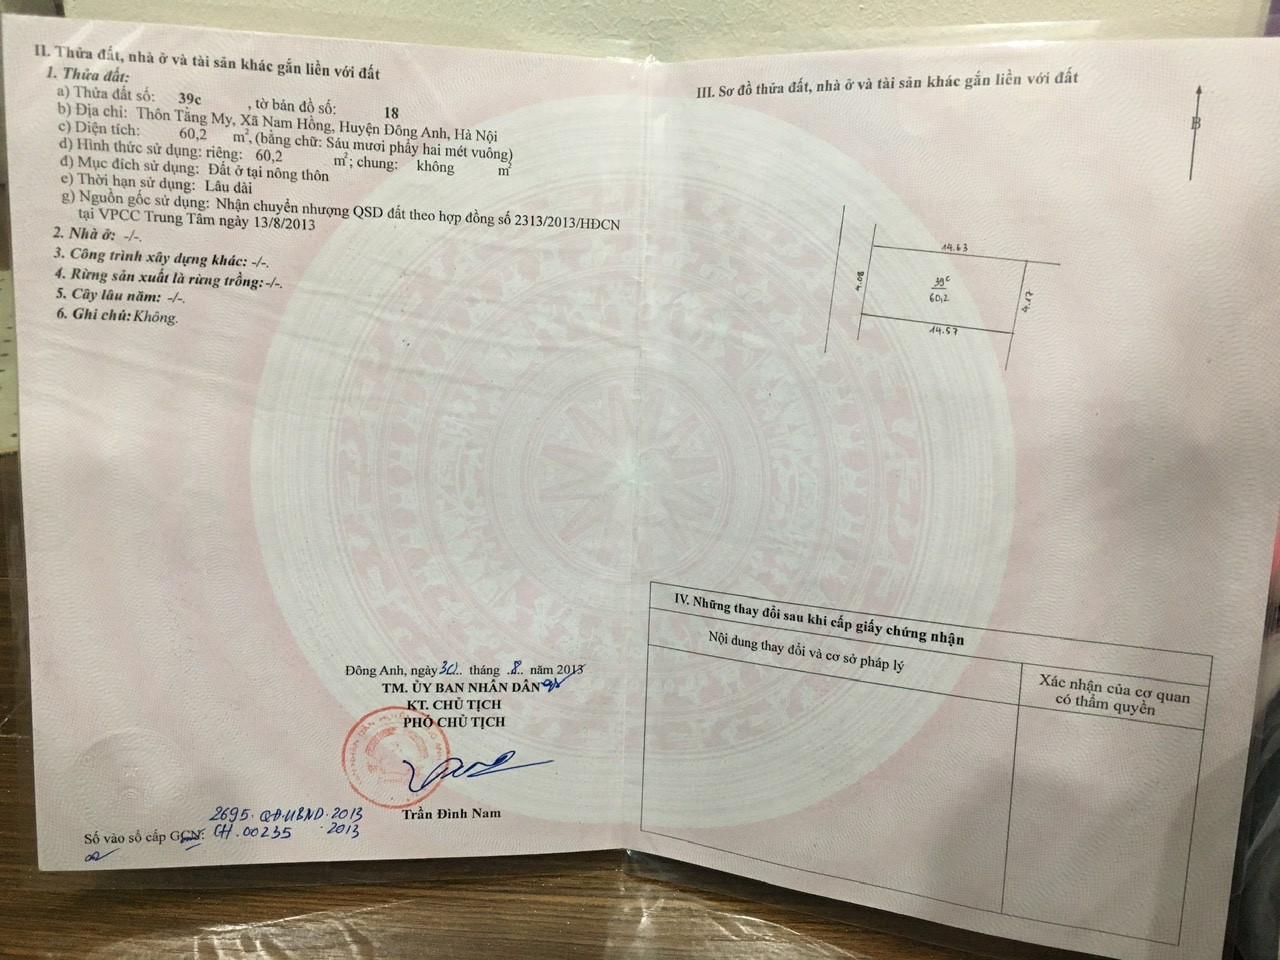 II. Thửa đất, nhà ở và tài sản khác gắn liền với đất
1. Thửa đất:
a) Thửa đất số: 39c , tờ bản đồ số: 18
b) Địa chỉ: Thôn Tằng My, Xã Nam Hồng, Huyện Đông Anh, Hà Nội
c) Diện tích: 60,2 m², (bằng chữ: Sáu mươi phẩy hai mét vuông)
d) Hình thức sử dụng: riêng: 60,2 m²; chung: không m²
đ) Mục đích sử dụng: Đất ở tại nông thôn
e) Thời hạn sử dụng: Lâu dài
g) Nguồn gốc sử dụng: Nhận chuyển nhượng QSD đất theo hợp đồng số 2313/2013/HĐCN
tại VPCC Trung Tâm ngày 13/8/2013
2. Nhà ở: -/-.
3. Công trình xây dựng khác: -/-.
4. Rừng sản xuất là rừng trồng: -/-.
5. Cây lâu năm: -/-.
6. Ghi chú: Không.
Đông Anh, ngày 30.. tháng .8.. năm 2013
TM. ỦY BAN NHÂN DÂN
KT. CHỦ TỊCH
PHÓ CHỦ TỊCH
Trần Đình Nam
2695.QĐ.UBND.2013
Số vào sổ cấp GCN: CH.00235 .2013
III. Sơ đồ thửa đất, nhà ở và tài sản khác gắn liền với đất
B
14.63
4.08
39c
60,2
4.17
14.57
IV. Những thay đổi sau khi cấp giấy chứng nhận
Nội dung thay đổi và cơ sở pháp lý
Xác nhận của cơ quan
có thẩm quyền